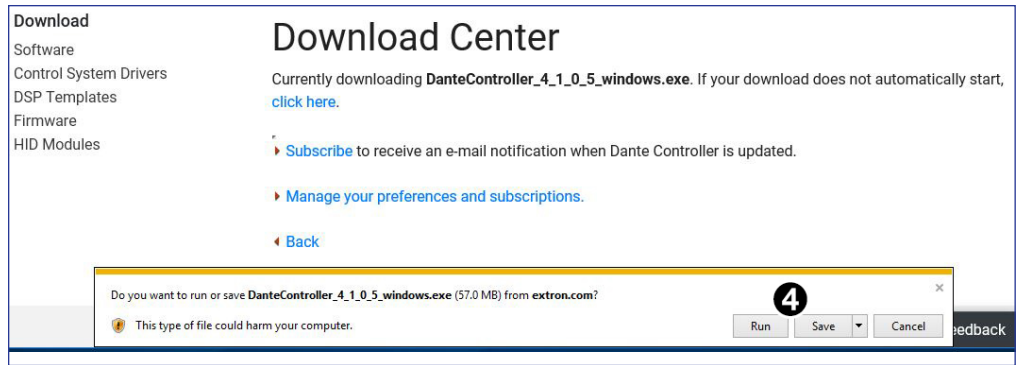 Download
Software
Control System Drivers
DSP Templates
Firmware
HID Modules
Download Center
Currently downloading DanteController_4_1_0_5_windows.exe. If your download does not automatically start,
click here.
Subscribe to receive an e-mail notification when Dante Controller is updated.
Manage your preferences and subscriptions.
Back
Do you want to run or save DanteController_4_1_0_5_windows.exe (57.0 MB) from extron.com?
4
This type of file could harm your computer.
Run Save Cancel
eedback